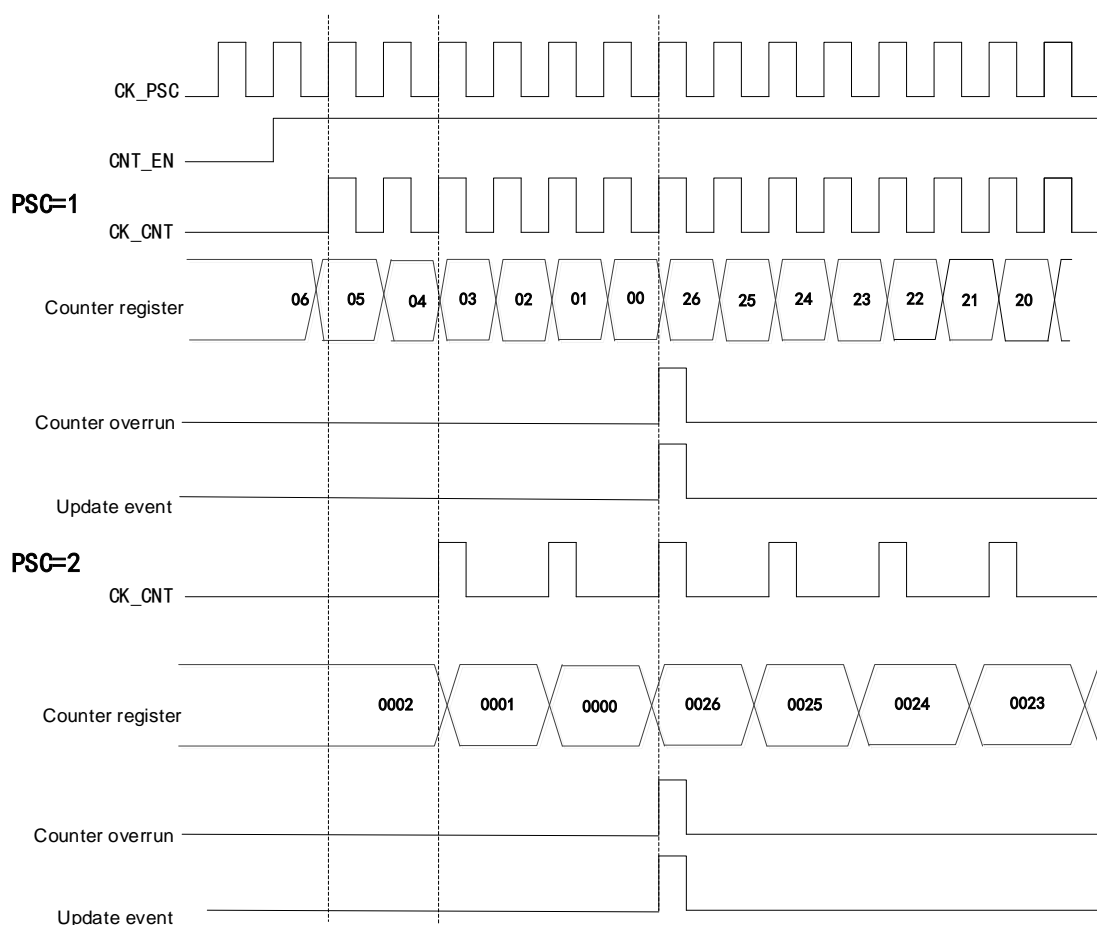 CK_PSC
CNT_EN
PSC=1
CK_CNT
Counter register 06 05 04 03 02 01 00 26 25 24 23 22 21 20
Counter overrun
Update event
PSC=2
CK_CNT
Counter register 0002 0001 0000 0026 0025 0024 0023
Counter overrun
Update event